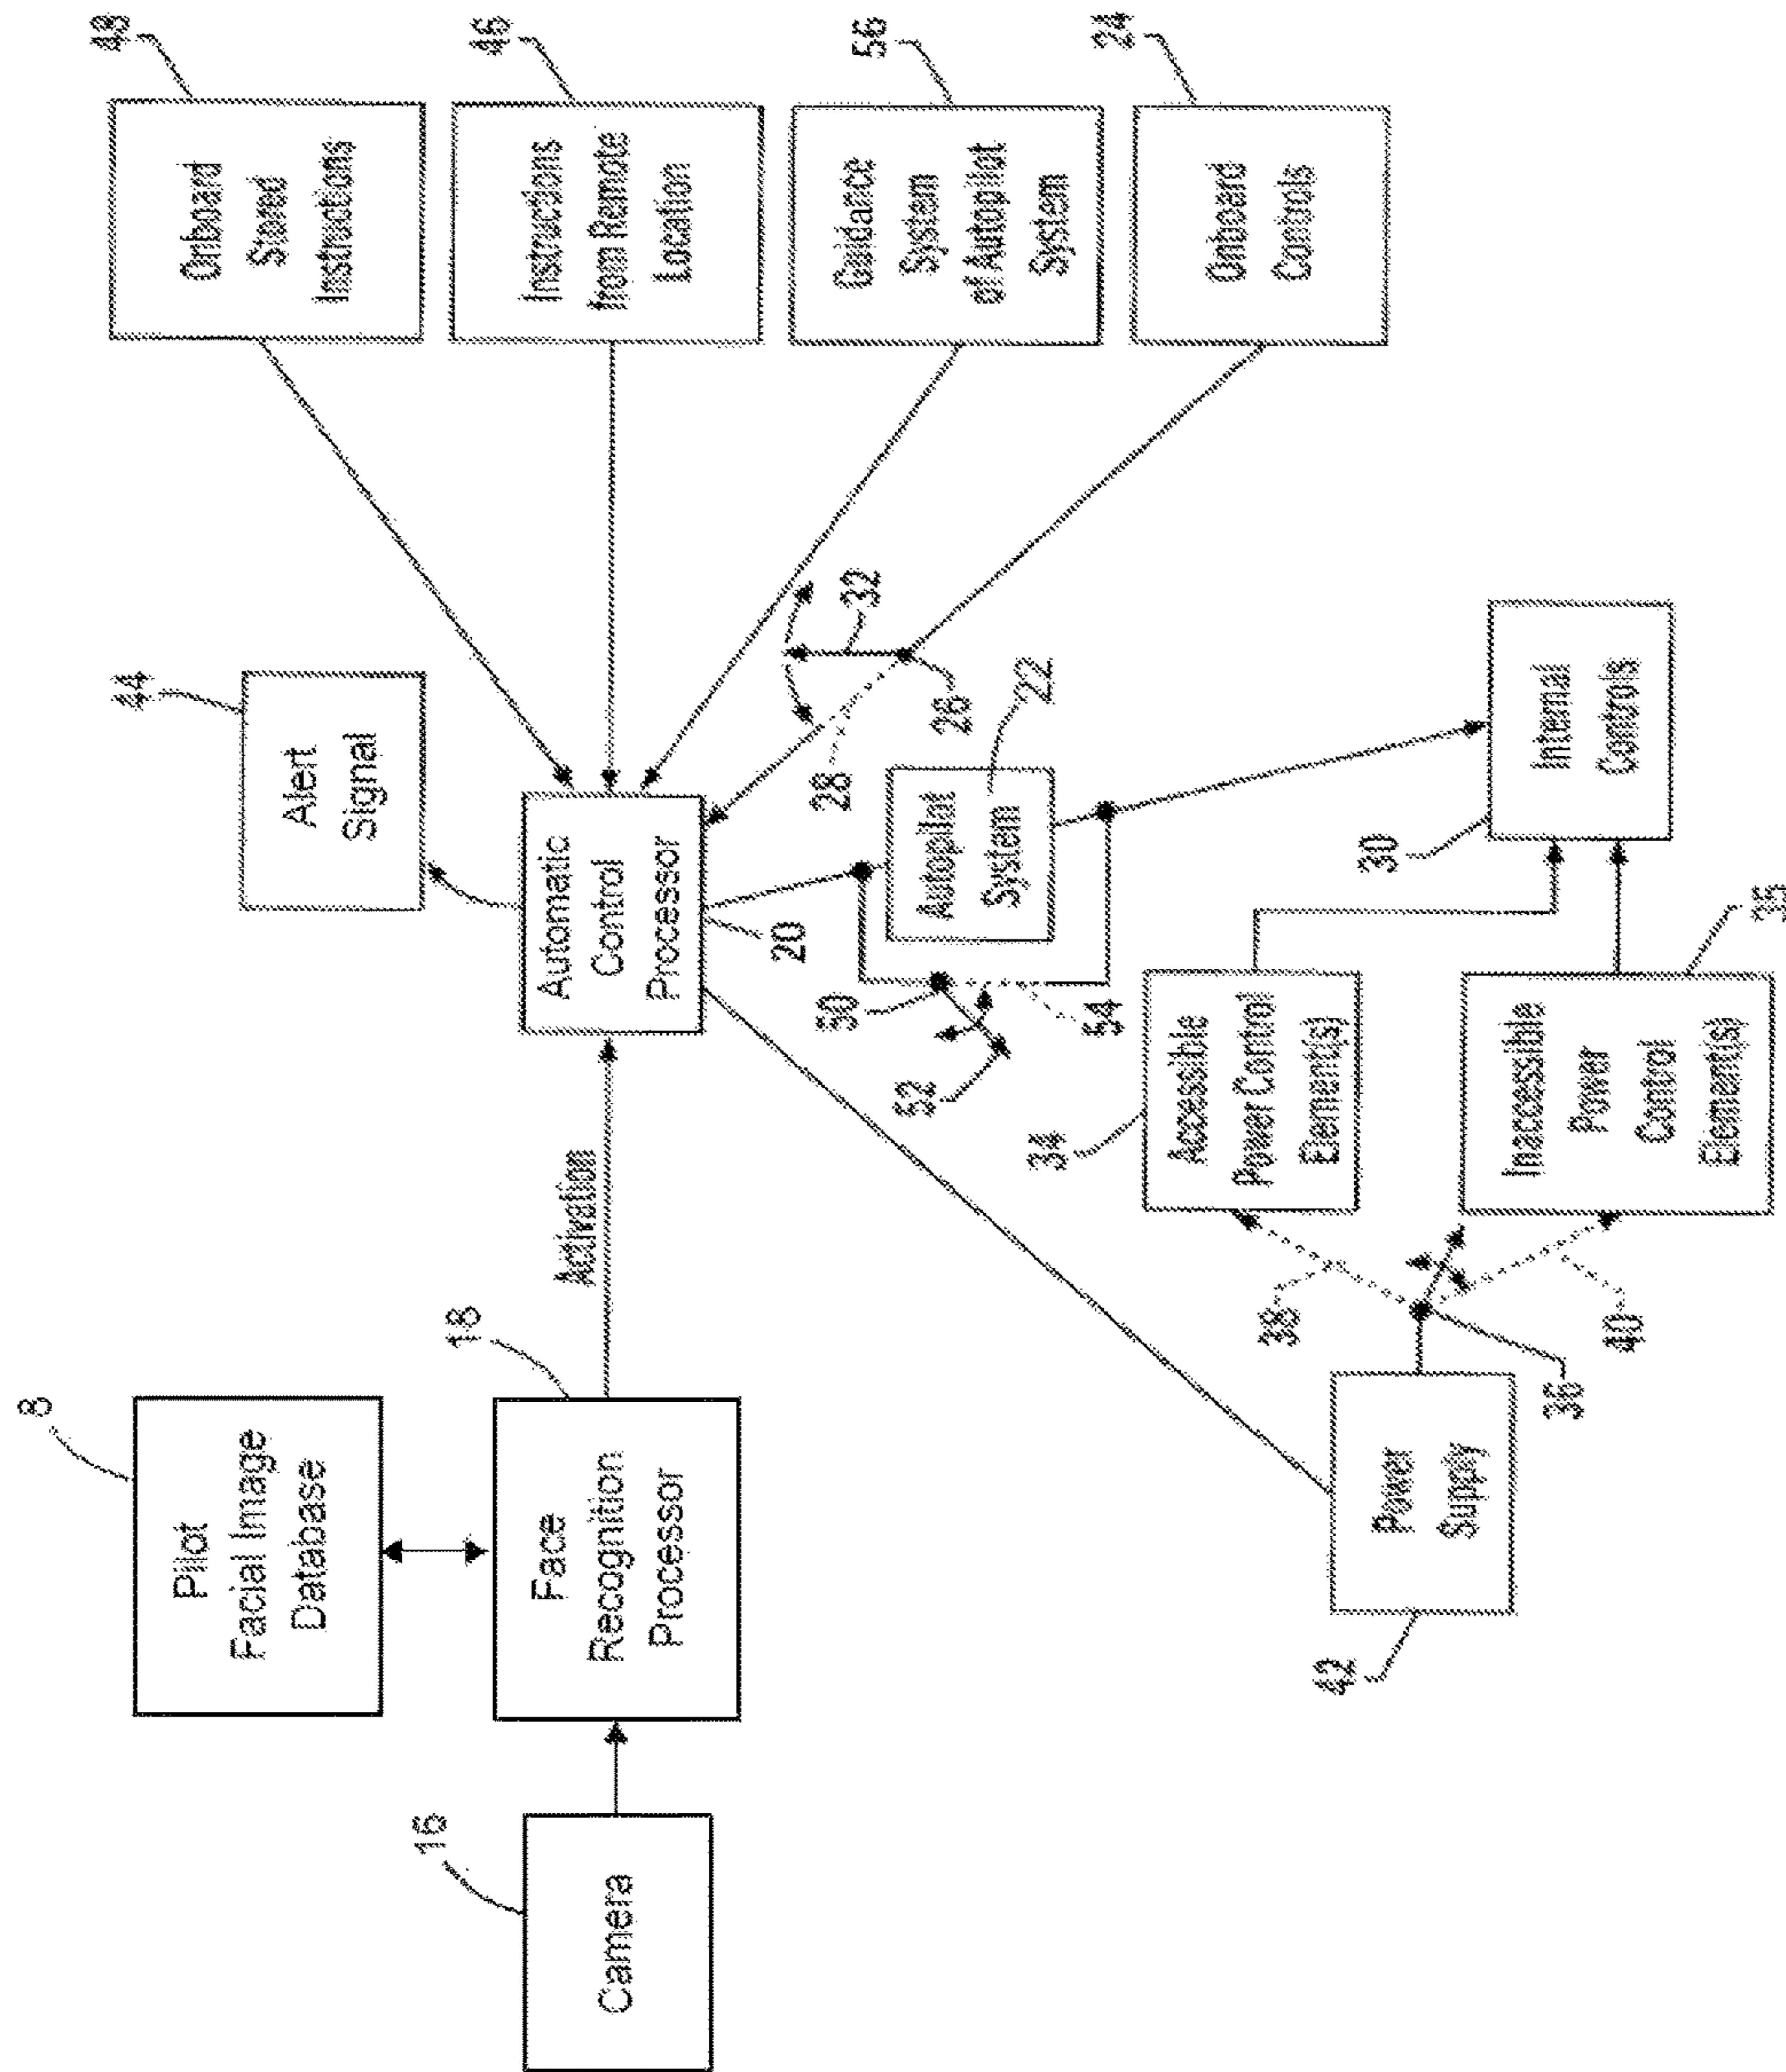 8
Pilot
Facial Image
Database
16
Camera
18
Face
Recognition
Processor
Activation
44
Alert
Signal
Automatic
Control
Processor
20
48
Onboard
Stored
Instructions
46
Instructions
from Remote
Location
56
Guidance
System
of Autopilot
System
24
Onboard
Controls
28
32
26
22
Autopilot
System
50
52
54
30
Internal
Controls
34
Accessible
Power Control
Element(s)
35
Inaccessible
Power
Control
Element(s)
38
40
36
42
Power
Supply